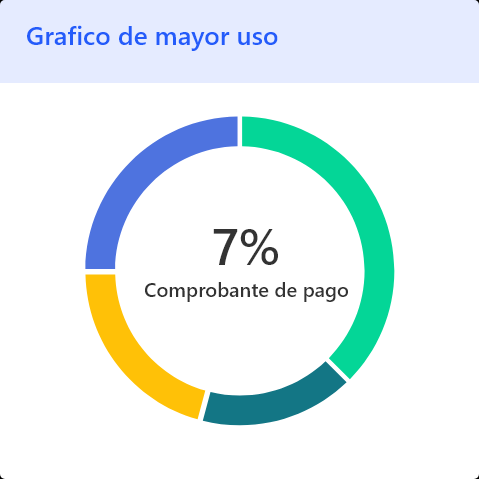 Grafico de mayor uso
7%
Comprobante de pago